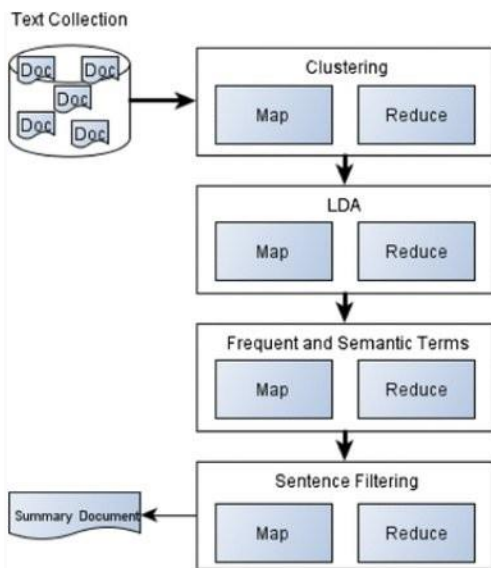 Text Collection
Doc Doc
Doc
Doc Doc
Clustering
Map Reduce
LDA
Map Reduce
Frequent and Semantic Terms
Map Reduce
Sentence Filtering
Map Reduce
Summary Document